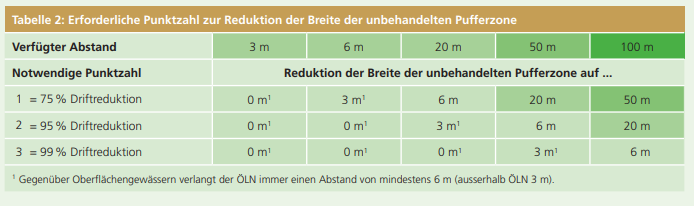 Tabelle 2: Erforderliche Punktzahl zur Reduktion der Breite der unbehandelten Pufferzone
Verfügter Abstand 3 m 6 m 20 m 50 m 100 m
Notwendige Punktzahl Reduktion der Breite der unbehandelten Pufferzone auf ...
1 = 75 % Driftreduktion 0 m¹ 3 m¹ 6 m 20 m 50 m
2 = 95 % Driftreduktion 0 m¹ 0 m¹ 3 m¹ 6 m 20 m
3 = 99 % Driftreduktion 0 m¹ 0 m¹ 0 m¹ 3 m¹ 6 m
¹ Gegenüber Oberflächengewässern verlangt der ÖLN immer einen Abstand von mindestens 6 m (ausserhalb ÖLN 3 m).